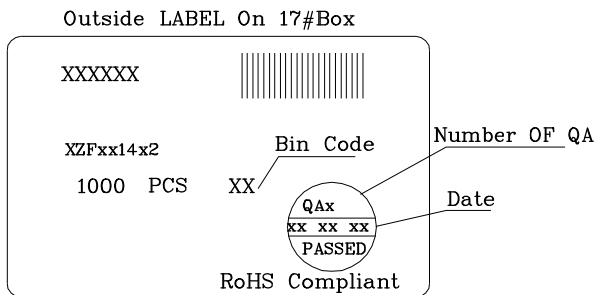 Outside LABEL On 17#Box
XXXXXX
XZFxx14x2
Bin Code
Number OF QA
1000 PCS XX
QAx
Date
xx xx xx
PASSED
RoHS Compliant